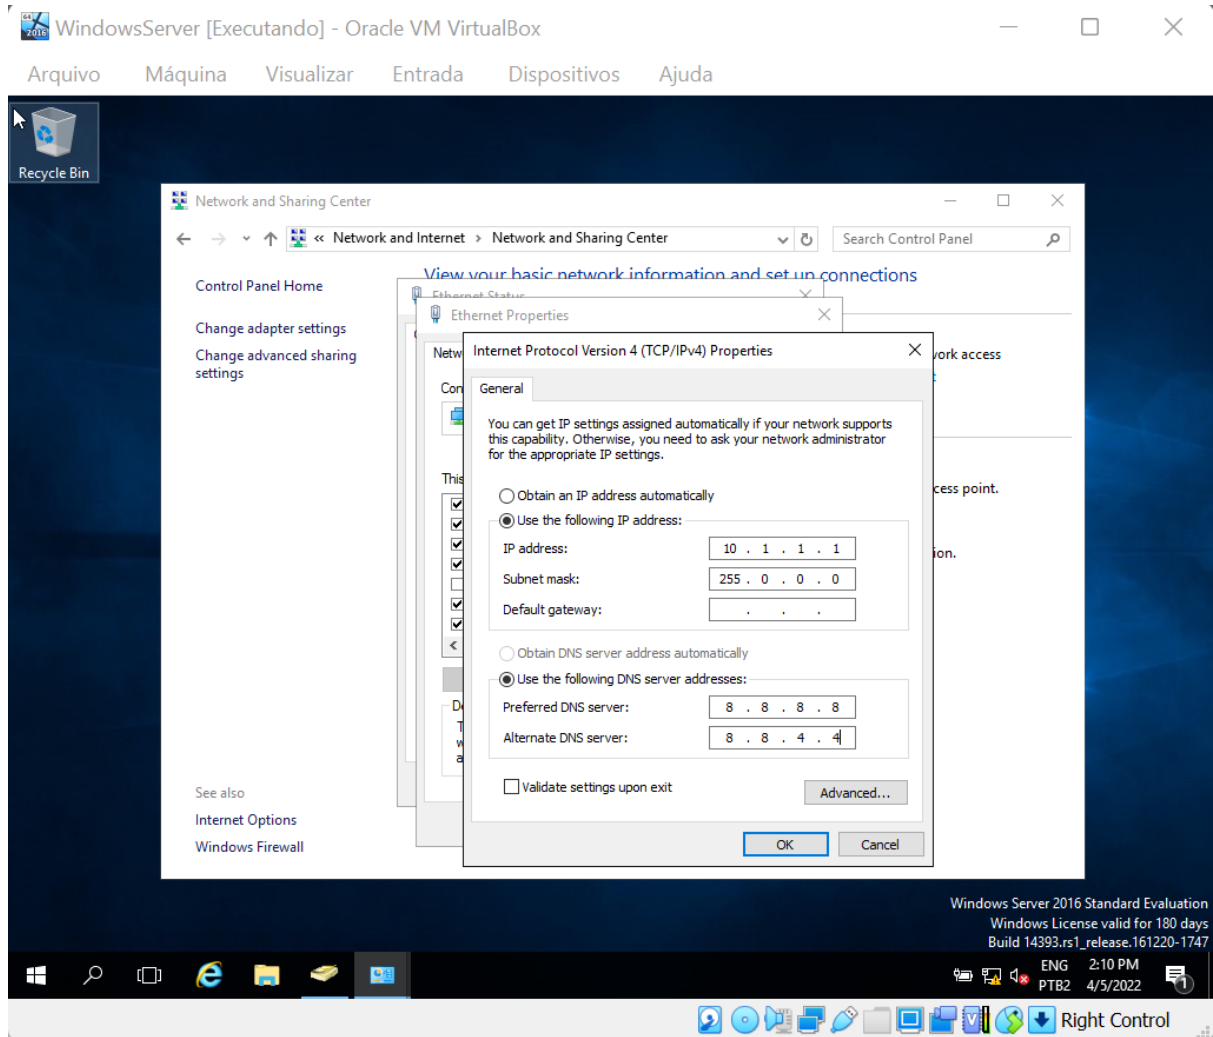 WindowsServer [Executando] - Oracle VM VirtualBox
Arquivo Máquina Visualizar Entrada Dispositivos Ajuda
Recycle Bin
Network and Sharing Center
« Network and Internet › Network and Sharing Center
Search Control Panel
Control Panel Home
Change adapter settings
Change advanced sharing
settings
See also
Internet Options
Windows Firewall
View your basic network information and set up connections
Ethernet Status
Ethernet Properties
Netw
Con
This
Internet Protocol Version 4 (TCP/IPv4) Properties
General
You can get IP settings assigned automatically if your network supports
this capability. Otherwise, you need to ask your network administrator
for the appropriate IP settings.
Obtain an IP address automatically
Use the following IP address:
IP address: 10 . 1 . 1 . 1
Subnet mask: 255 . 0 . 0 . 0
Default gateway: . . .
Obtain DNS server address automatically
Use the following DNS server addresses:
Preferred DNS server: 8 . 8 . 8 . 8
Alternate DNS server: 8 . 8 . 4 . 4
Validate settings upon exit
Advanced...
OK Cancel
work access
cess point.
ion.
Windows Server 2016 Standard Evaluation
Windows License valid for 180 days
Build 14393.rs1_release.161220-1747
ENG 2:10 PM
PTB2 4/5/2022
1
Right Control